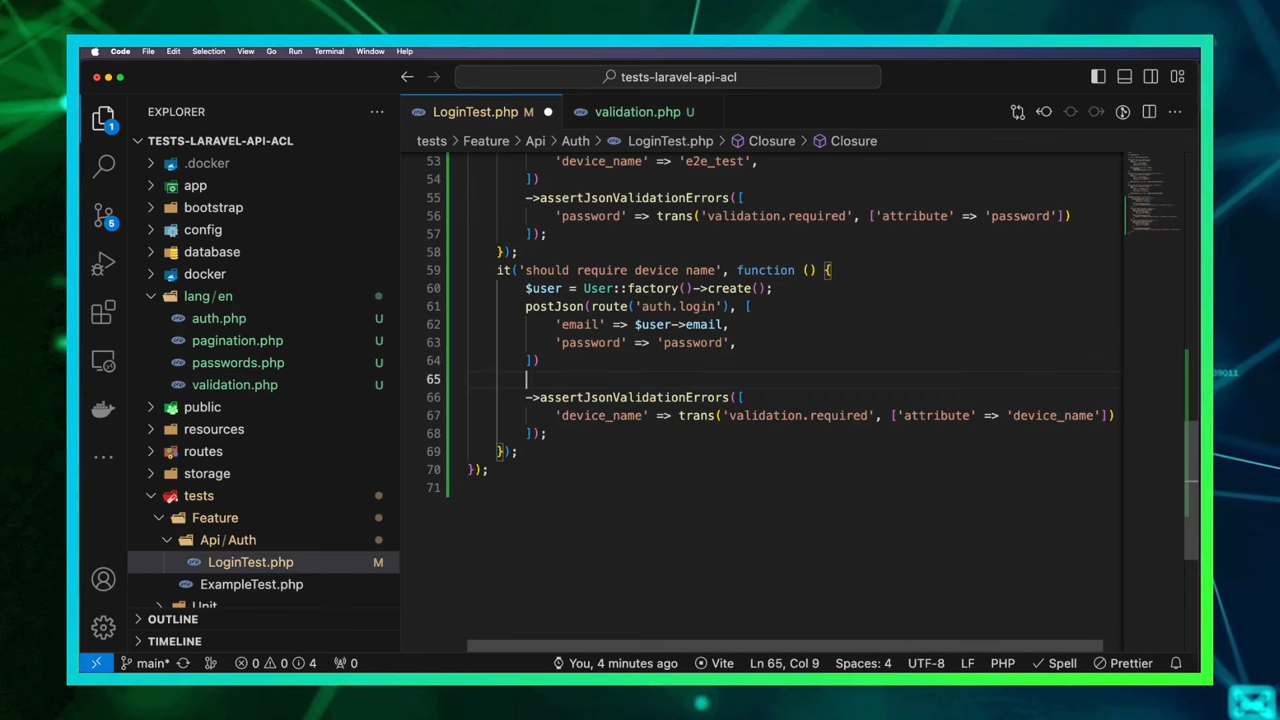 Code File Edit Selection View Go Run Terminal Window Help
tests-laravel-api-acl
EXPLORER
LoginTest.php M
validation.php U
TESTS-LARAVEL-API-ACL
tests > Feature > Api > Auth > LoginTest.php > Closure > Closure
.docker
app
bootstrap
config
database
docker
lang/en
auth.php U
pagination.php U
passwords.php U
validation.php U
public
resources
routes
storage
tests
Feature
Api/Auth
LoginTest.php M
ExampleTest.php
Unit
OUTLINE
TIMELINE
1
5
53 'device_name' => 'e2e_test',
54 ])
55 ->assertJsonValidationErrors([
56 'password' => trans('validation.required', ['attribute' => 'password'])
57 ]);
58 });
59 it('should require device name', function () {
60 $user = User::factory()->create();
61 postJson(route('auth.login'), [
62 'email' => $user->email,
63 'password' => 'password',
64 ])
65
66 ->assertJsonValidationErrors([
67 'device_name' => trans('validation.required', ['attribute' => 'device_name'])
68 ]);
69 });
70 });
71
main* 0 0 4 0 You, 4 minutes ago Vite Ln 65, Col 9 Spaces: 4 UTF-8 LF PHP Spell Prettier